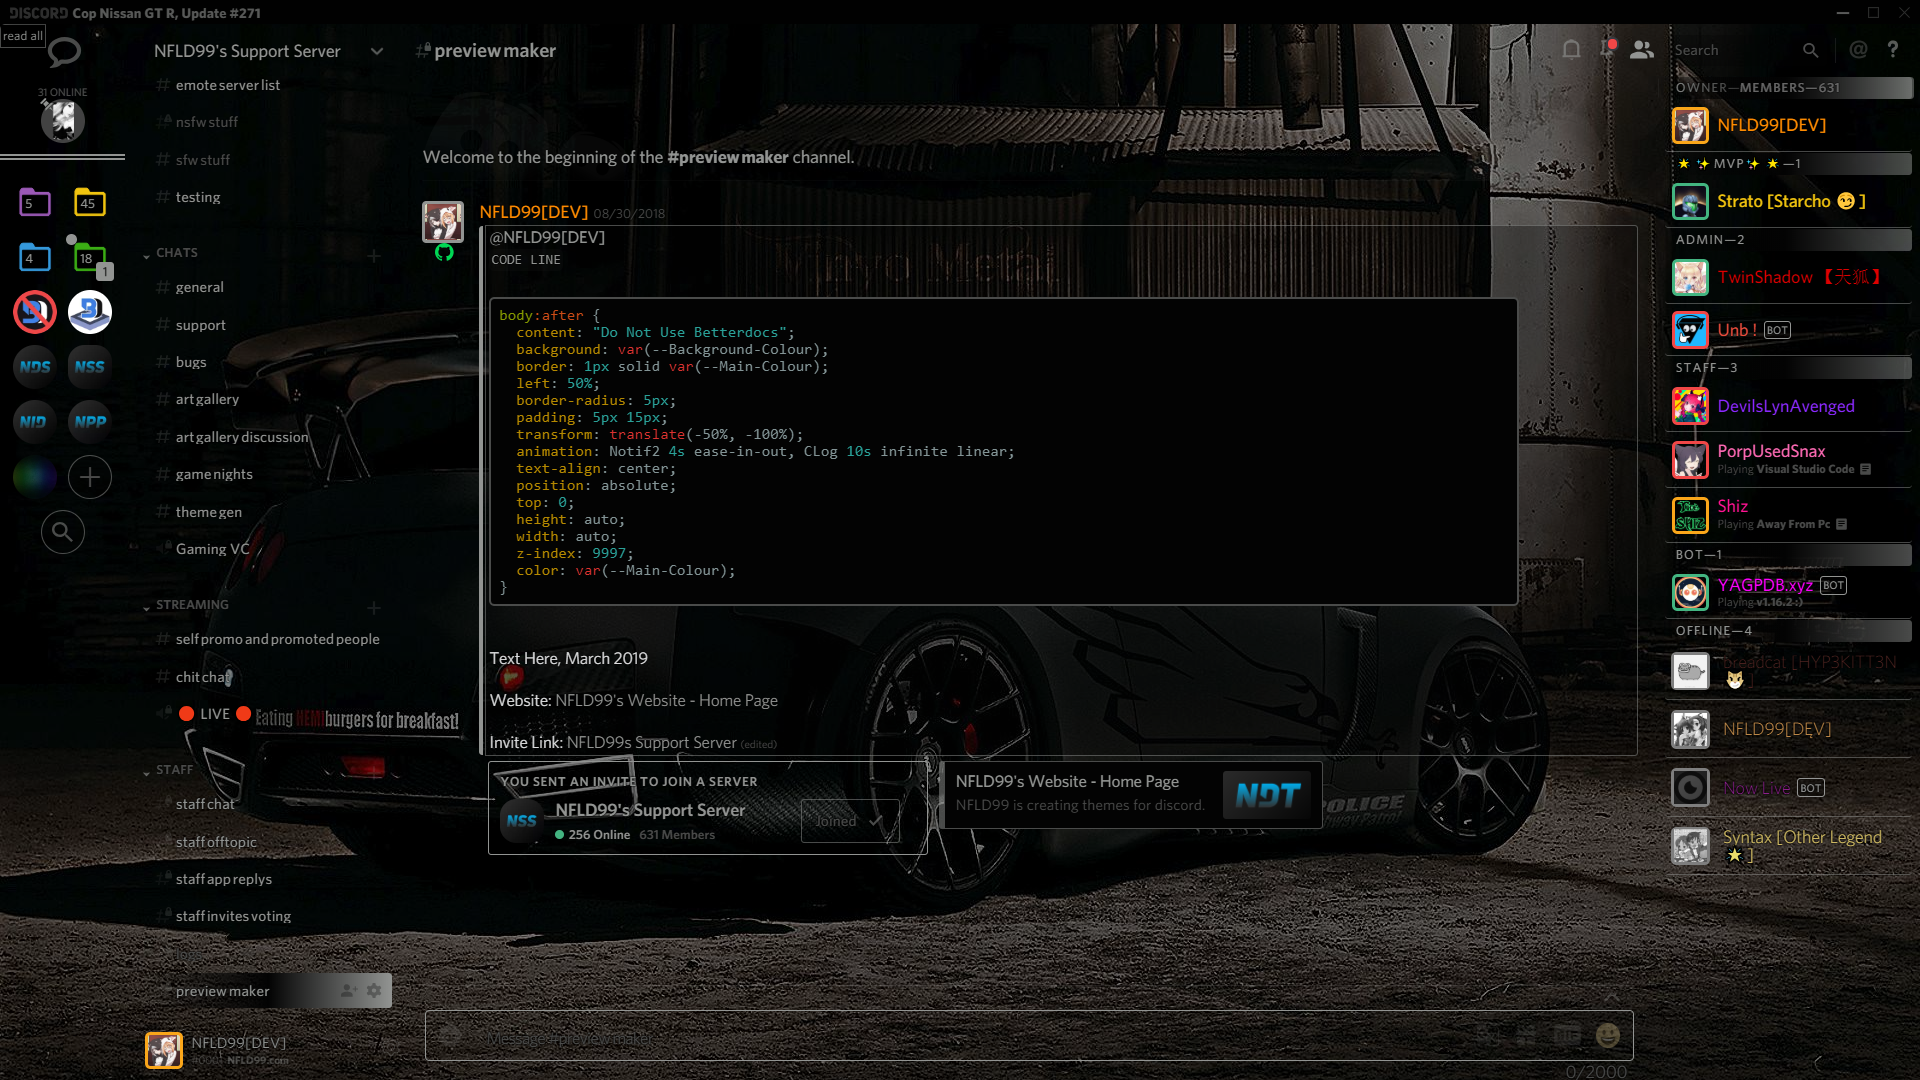 DISCORD Cop Nissan GT R, Update #271
read all
31 ONLINE
5
45
4
18
1
NDS
NSS
NID
NPP
NFLD99's Support Server
emote server list
nsfw stuff
sfw stuff
testing
CHATS
general
support
bugs
art gallery
art gallery discussion
game nights
theme gen
Gaming VC
STREAMING
self promo and promoted people
chit chat
LIVE
Eating HEMI burgers for breakfast!
STAFF
staff chat
staff offtopic
staff app replys
staff invites voting
preview maker
NFLD99[DEV]
NFLD99.com
#preview maker
Welcome to the beginning of the #preview maker channel.
NFLD99[DEV] 08/30/2018
@NFLD99[DEV]
CODE LINE
body:after {
content: "Do Not Use Betterdocs";
background: var(--Background-Colour);
border: 1px solid var(--Main-Colour);
left: 50%;
border-radius: 5px;
padding: 5px 15px;
transform: translate(-50%, -100%);
animation: Notif2 4s ease-in-out, CLog 10s infinite linear;
text-align: center;
position: absolute;
top: 0;
height: auto;
width: auto;
z-index: 9997;
color: var(--Main-Colour);
}
Text Here, March 2019
Website: NFLD99's Website - Home Page
Invite Link: NFLD99s Support Server (edited)
YOU SENT AN INVITE TO JOIN A SERVER
NSS
NFLD99's Support Server
256 Online 631 Members
Joined
NFLD99's Website - Home Page
NFLD99 is creating themes for discord.
NDT
POLICE
Message #preview maker
0/2000
Search
@ ?
OWNER—MEMBERS—631
NFLD99[DEV]
★ ✨ MVP ✨ ★ —1
Strato [Starcho 😏 ]
ADMIN—2
TwinShadow 【天狐】
Unb ! BOT
STAFF—3
DevilsLynAvenged
PorpUsedSnax
Playing Visual Studio Code
The SHIZ
Shiz
Playing Away From Pc
BOT—1
YAGPDB.xyz BOT
Playing v1.16.2 :)
OFFLINE—4
breadcat [HYP3KITT3N
]
NFLD99[DEV]
Now Live BOT
Syntax [Other Legend
★ ]